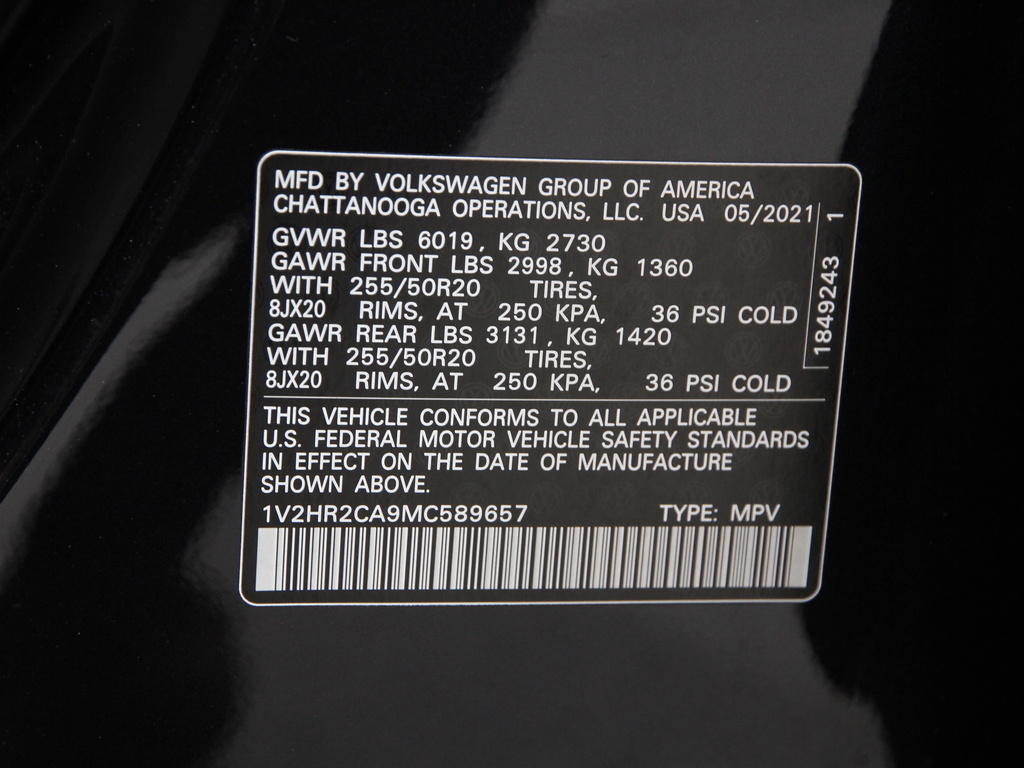 MFD BY VOLKSWAGEN GROUP OF AMERICA
CHATTANOOGA OPERATIONS, LLC. USA 05/2021
GVWR LBS 6019, KG 2730
GAWR FRONT LBS 2998, KG 1360
WITH 255/50R20 TIRES,
8JX20 RIMS, AT 250 KPA, 36 PSI COLD
GAWR REAR LBS 3131, KG 1420
WITH 255/50R20 TIRES,
8JX20 RIMS, AT 250 KPA, 36 PSI COLD
1849243 1
THIS VEHICLE CONFORMS TO ALL APPLICABLE
U.S. FEDERAL MOTOR VEHICLE SAFETY STANDARDS
IN EFFECT ON THE DATE OF MANUFACTURE
SHOWN ABOVE.
1V2HR2CA9MC589657 TYPE: MPV